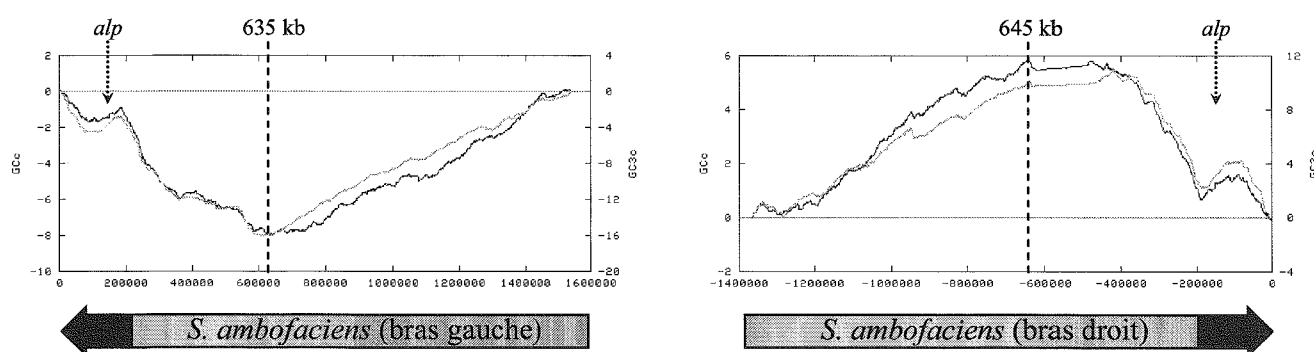 alp
635 kb
2
0
-2
-4
-6
-8
-10
GCc
4
0
-4
-8
-12
-16
-20
GC3c
0 200000 400000 600000 800000 1000000 1200000 1400000 1600000
S. ambofaciens (bras gauche)
645 kb
alp
6
4
2
0
-2
GCc
12
8
4
0
-4
GC3c
-1400000 -1200000 -1000000 -800000 -600000 -400000 -200000 0
S. ambofaciens (bras droit)